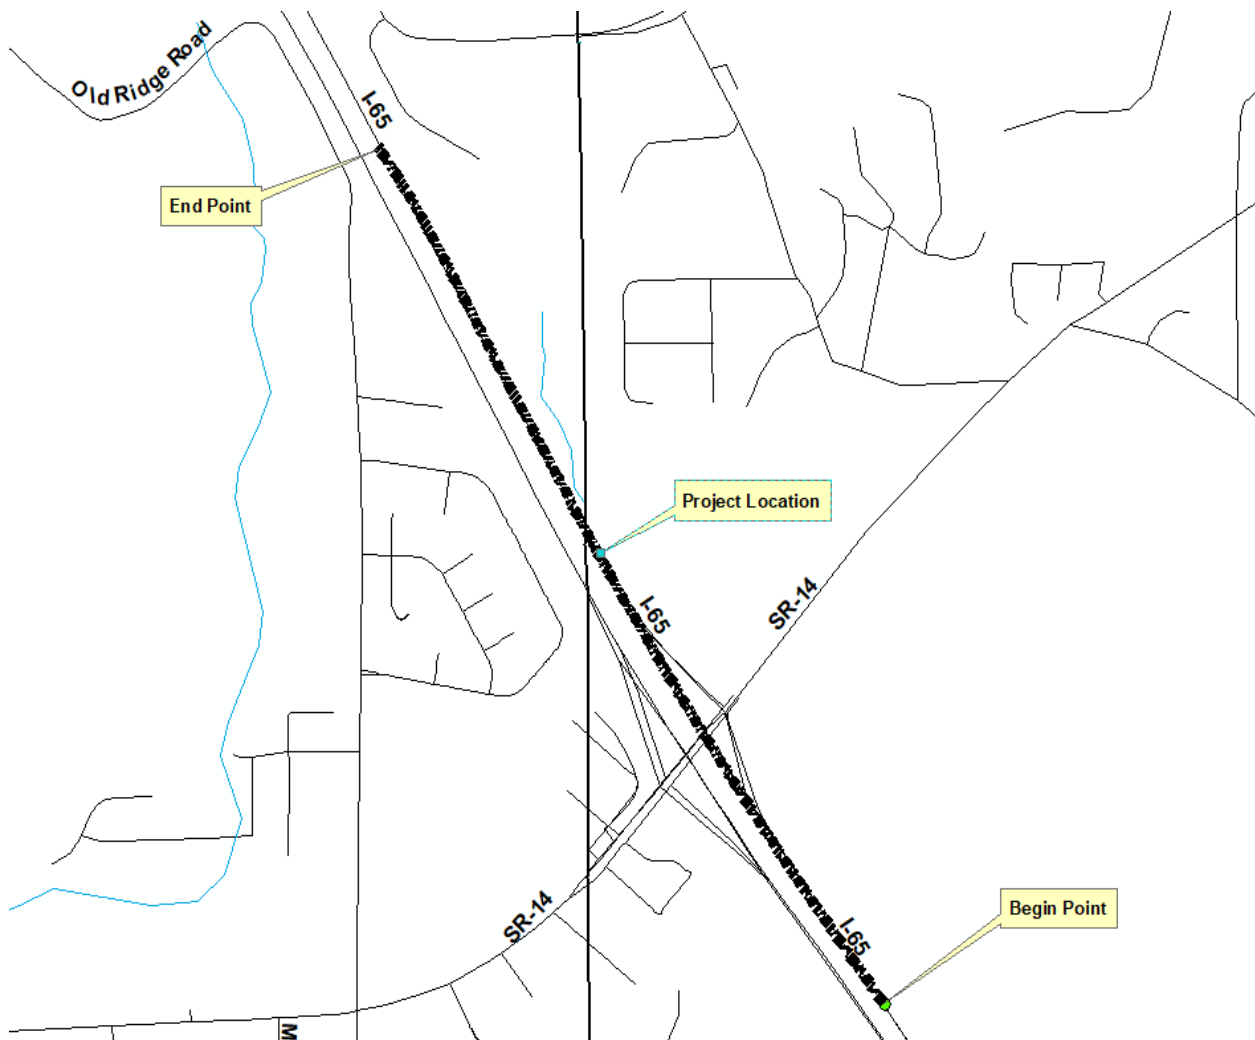 Old Ridge Road
I-65
End Point
Project Location
SR-14
I-65
Begin Point
SR-14
I-65
M